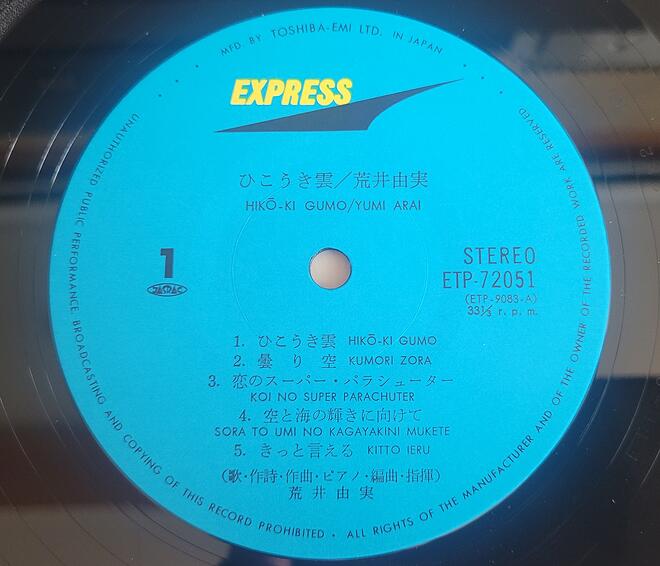 MFD. BY TOSHIBA-EMI LTD. IN JAPAN
EXPRESS
ひこうき雲/荒井由実
HIKŌ-KI GUMO/YUMI ARAI
1
JASRAC
STEREO
ETP-72051
(ETP-9083-A)
33⅓ r. p. m.
1. ひこうき雲 HIKŌ-KI GUMO
2. 曇り空 KUMORI ZORA
3. 恋のスーパー・パラシューター
KOI NO SUPER PARACHUTER
4. 空と海の輝きに向けて
SORA TO UMI NO KAGAYAKINI MUKETE
5. きっと言える KITTO IERU
(歌・作詩・作曲・ピアノ・編曲・指揮)
荒井由実
UNAUTHORIZED PUBLIC PERFORMANCE, BROADCASTING AND COPYING OF THIS RECORD PROHIBITED • ALL RIGHTS OF THE MANUFACTURER AND OF THE OWNER OF THE RECORDED WORK ARE RESERVED